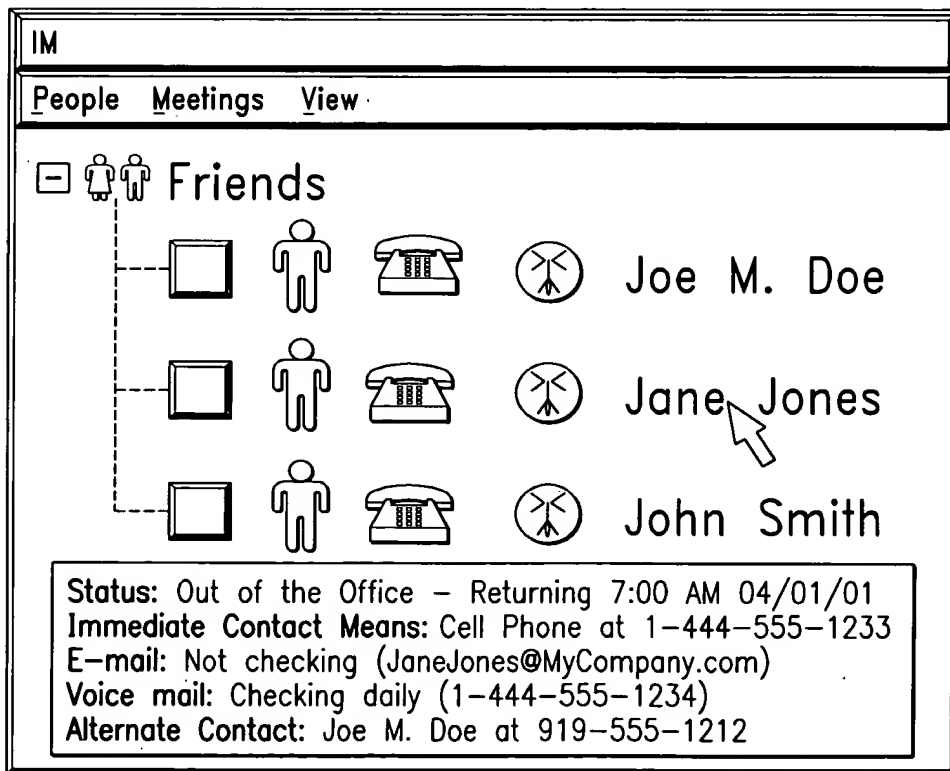 IM
People Meetings View
Friends
Joe M. Doe
Jane Jones
John Smith
Status: Out of the Office – Returning 7:00 AM 04/01/01
Immediate Contact Means: Cell Phone at 1–444–555–1233
E–mail: Not checking (JaneJones@MyCompany.com)
Voice mail: Checking daily (1–444–555–1234)
Alternate Contact: Joe M. Doe at 919–555–1212